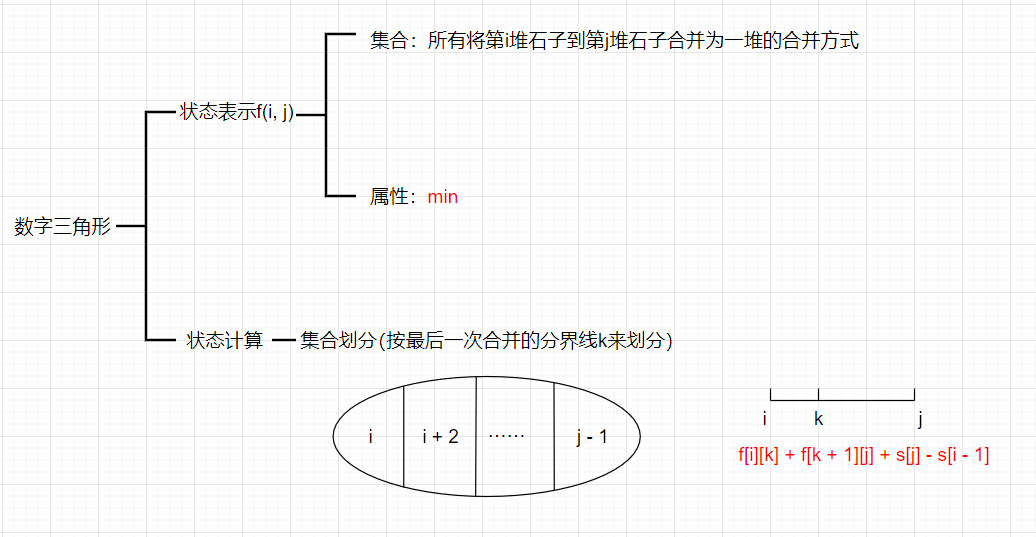 集合：所有将第i堆石子到第j堆石子合并为一堆的合并方式
状态表示f(i, j)
属性：min
数字三角形
状态计算
集合划分(按最后一次合并的分界线k来划分)
i
i + 2
······
j - 1
i
k
j
f[i][k] + f[k + 1][j] + s[j] - s[i - 1]